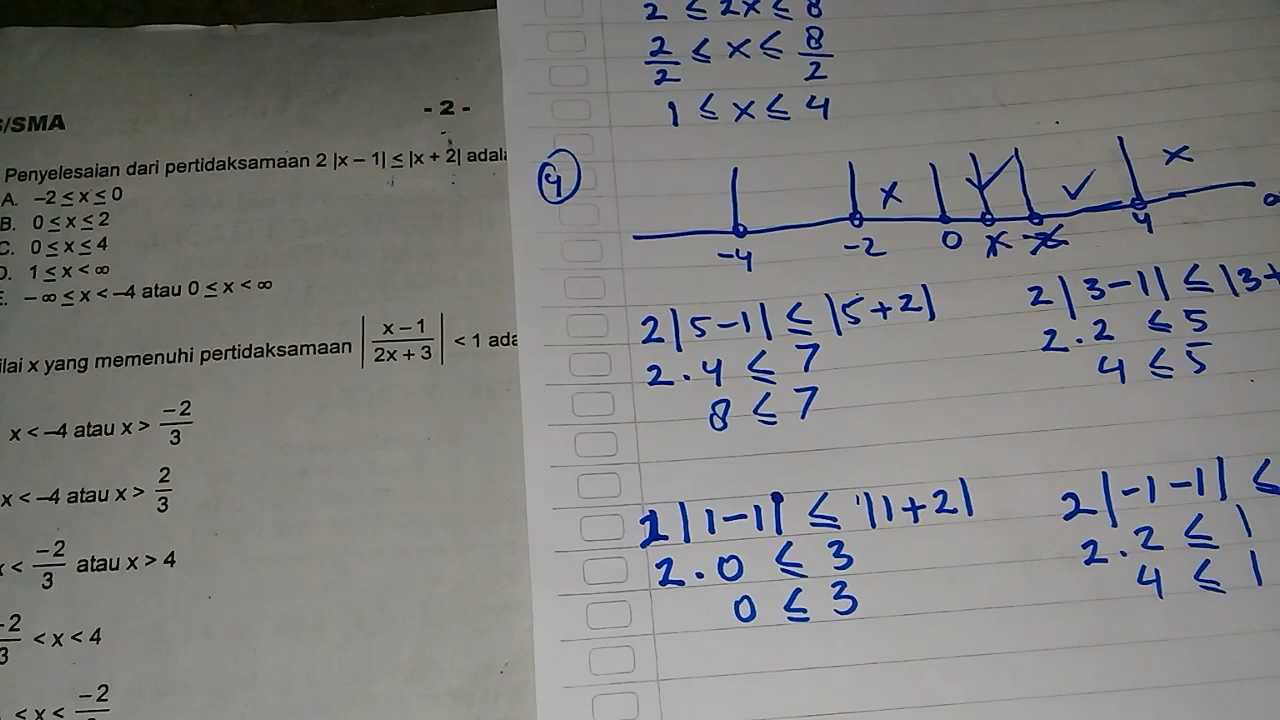 /SMA
- 2 -
Penyelesaian dari pertidaksamaan 2 |x – 1| ≤ |x + 2|
A. –2 ≤ x ≤ 0
B. 0 ≤ x ≤ 2
C. 0 ≤ x ≤ 4
D. 1 ≤ x < ∞
E. – ∞ ≤ x < –4 atau 0 ≤ x < ∞
ilai x yang memenuhi pertidaksamaan |x – 1 / 2x + 3| < 1
x < –4 atau x > –2/3
x < –4 atau x > 2/3
< –2/3 atau x > 4
–2/3 < x < 4
< x < –2
2 ≤ 2x ≤ 8
2/2 ≤ x ≤ 8/2
1 ≤ x ≤ 4
4
x ✓ ✓ x
-4 -2 0 4
2|5-1| ≤ |5+2|
2.4 ≤ 7
8 ≤ 7
2|3-1| ≤ |3+
2.2 ≤ 5
4 ≤ 5
2|1-1| ≤ |1+2|
2.0 ≤ 3
0 ≤ 3
2|-1-1| ≤
2.2 ≤ 1
4 ≤ 1